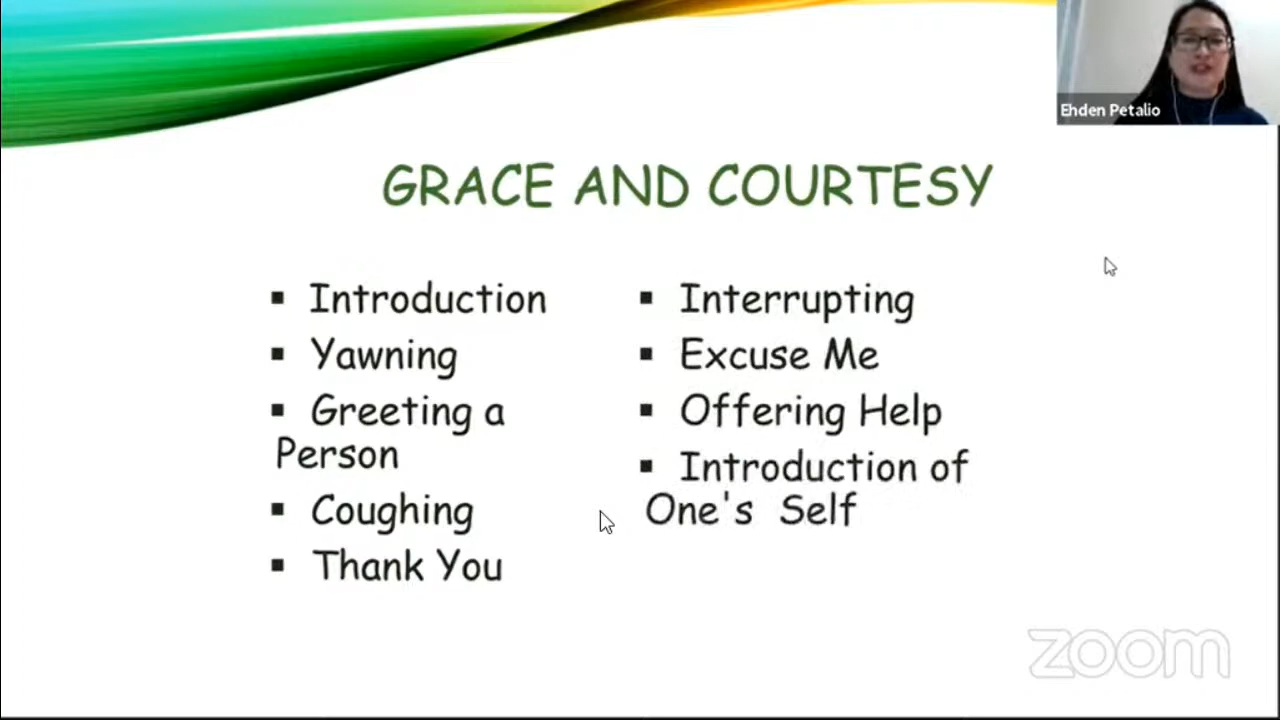 Ehden Petalio
GRACE AND COURTESY
▪ Introduction
▪ Yawning
▪ Greeting a
Person
▪ Coughing
▪ Thank You
▪ Interrupting
▪ Excuse Me
▪ Offering Help
▪ Introduction of
One's Self
zoom